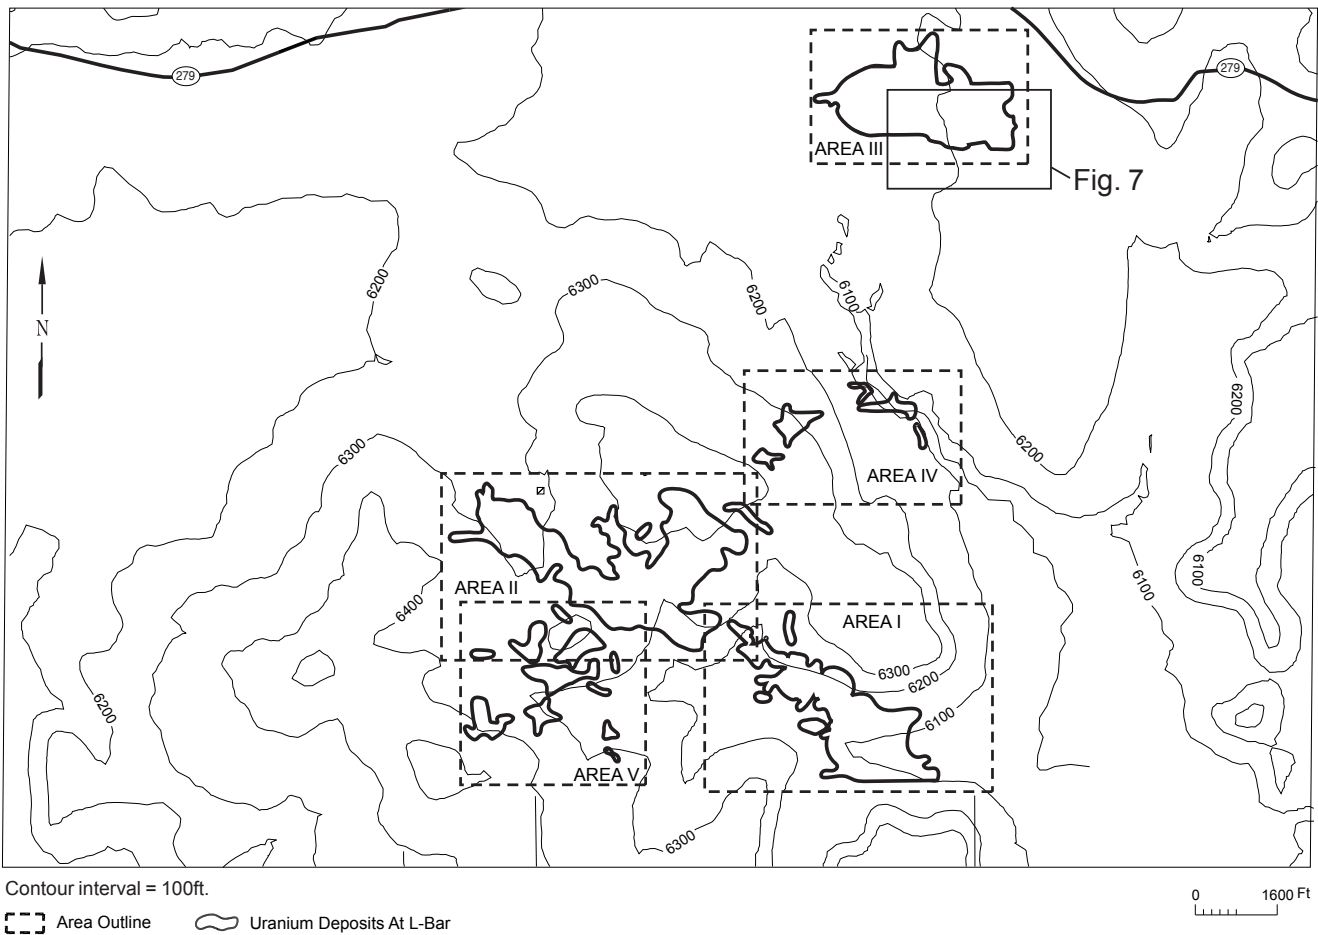 279
279
AREA III
Fig. 7
6200
6300
6200
6100
N
6200
6200
6300
AREA IV
6100
6100
AREA II
6400
AREA I
6300
6200
6200
6100
AREA V
6300
Contour interval = 100ft.
0 1600 Ft
Area Outline Uranium Deposits At L-Bar